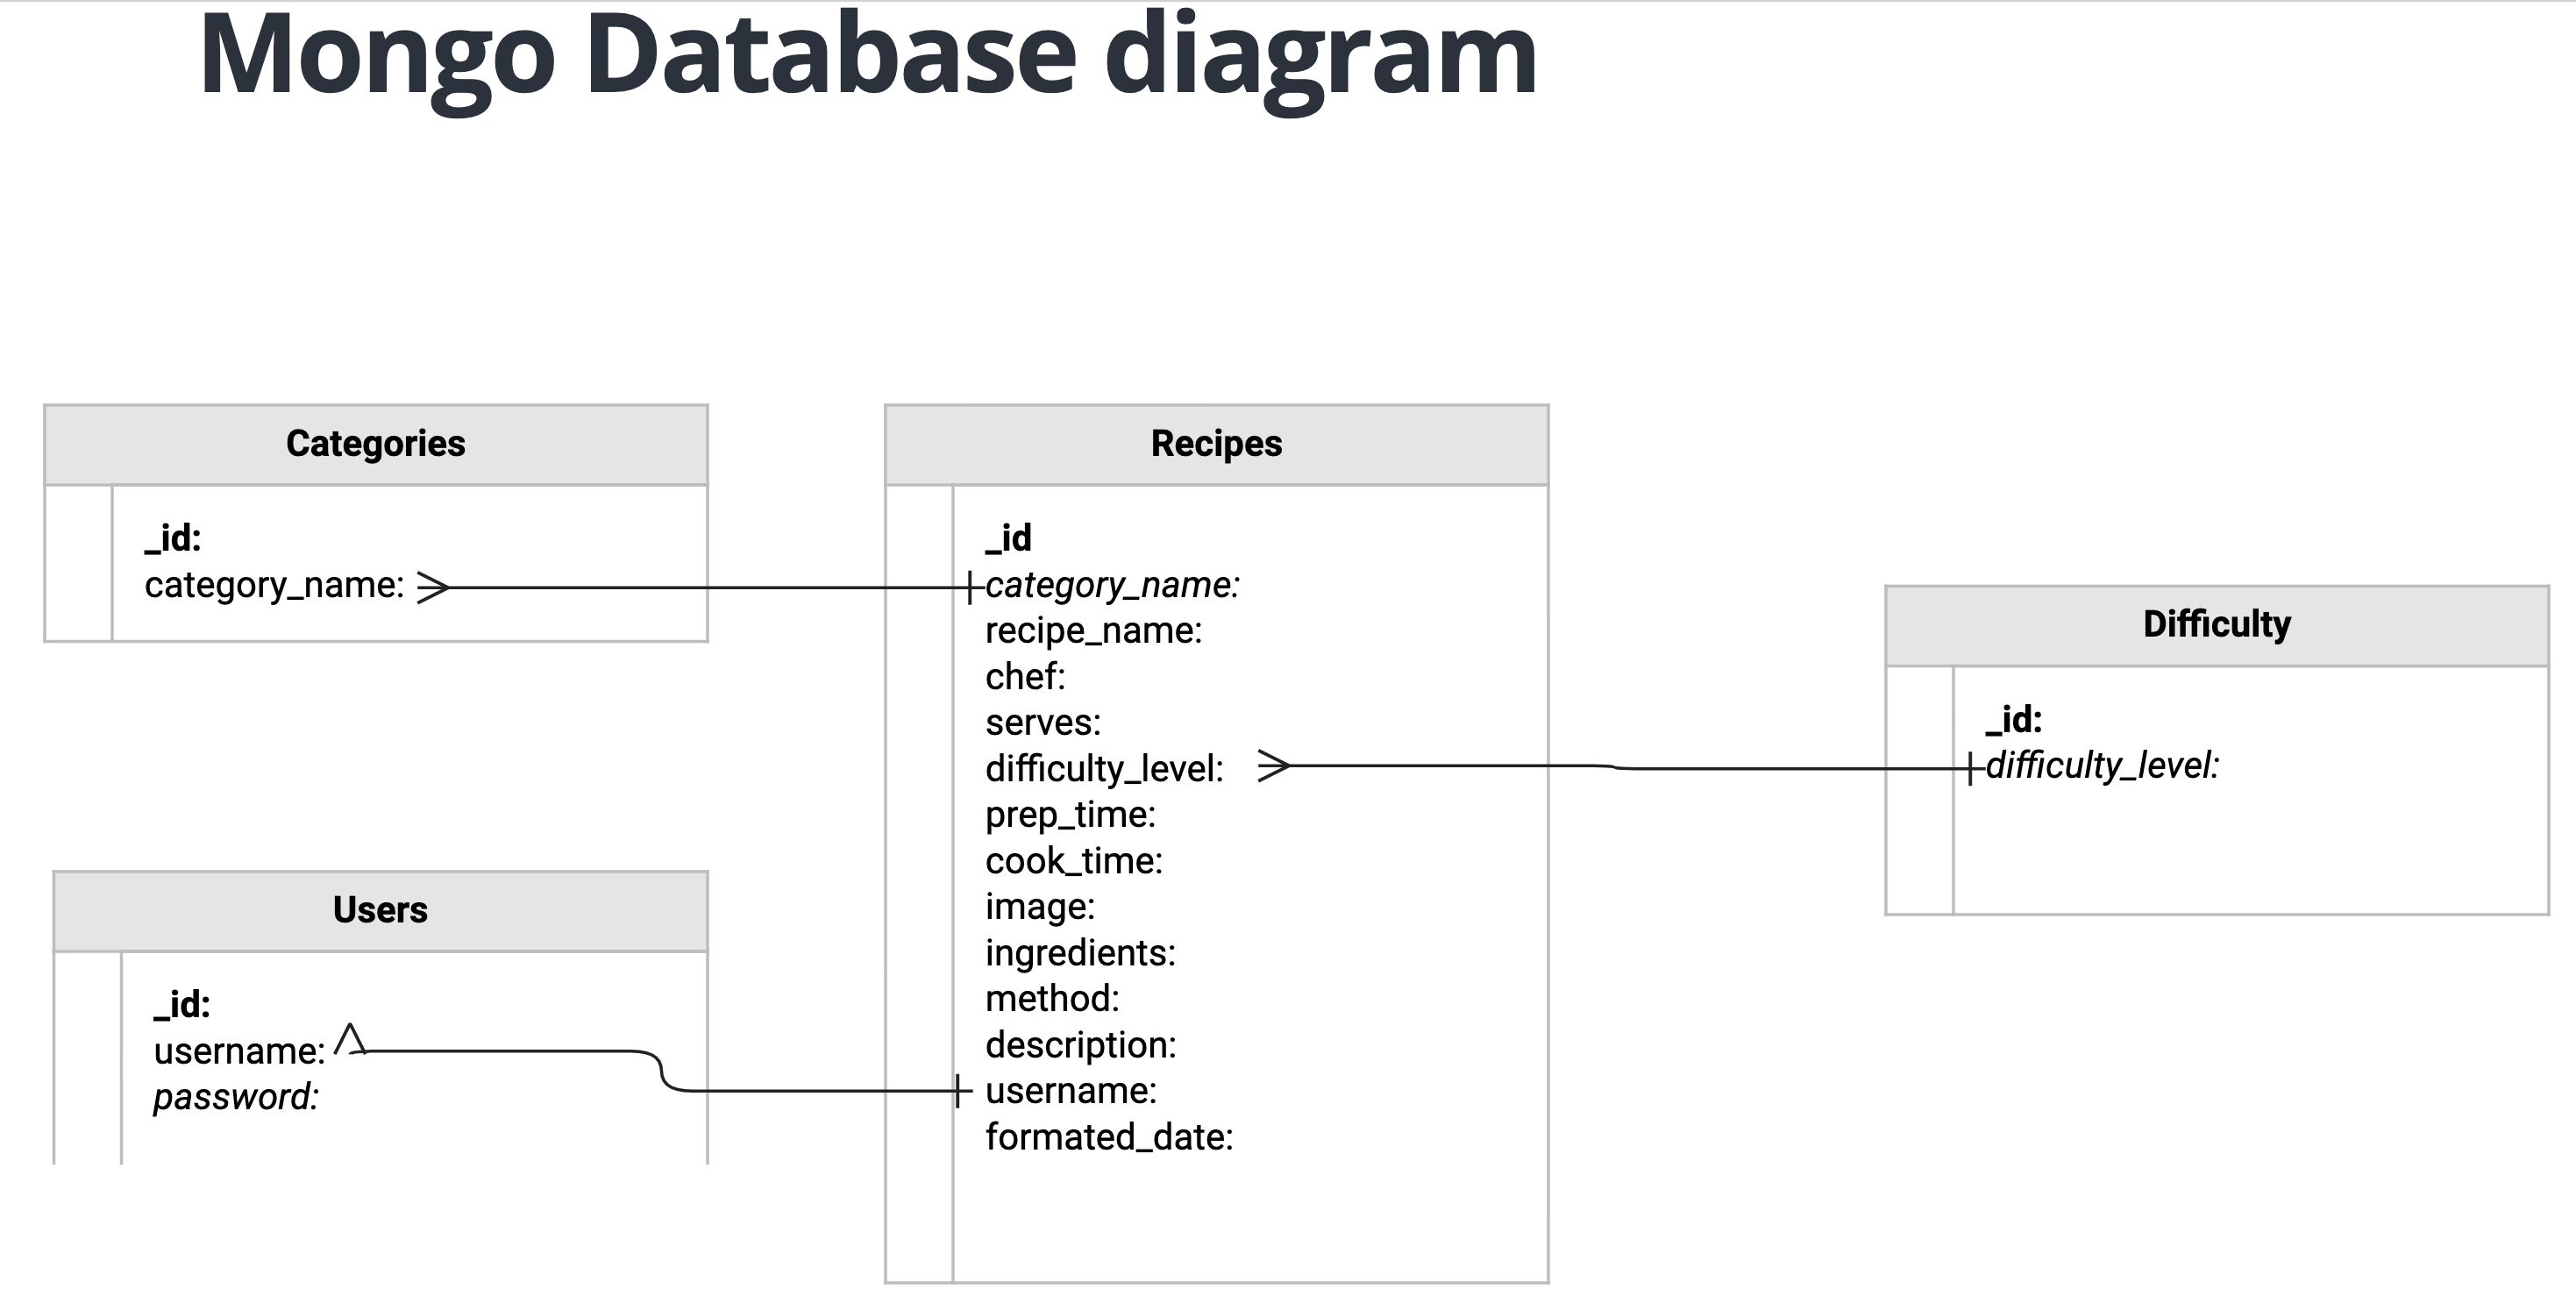 Mongo Database diagram
Categories
_id:
category_name:
Users
_id:
username:
password:
Recipes
_id
category_name:
recipe_name:
chef:
serves:
difficulty_level:
prep_time:
cook_time:
image:
ingredients:
method:
description:
username:
formated_date:
Difficulty
_id:
difficulty_level: